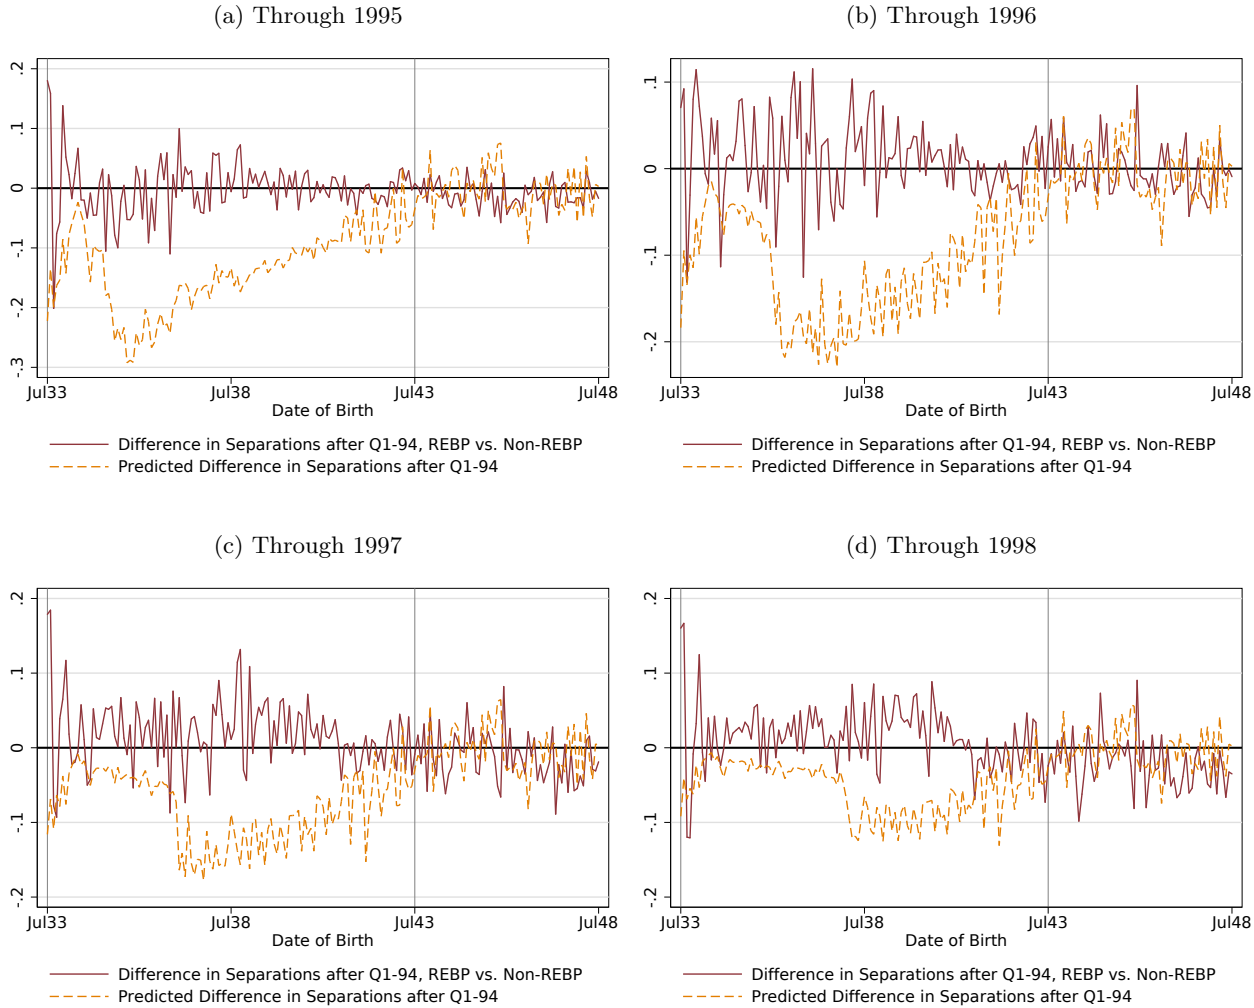 (a) Through 1995
.2
.1
0
-.1
-.2
-.3
Jul33 Jul38 Jul43 Jul48
Date of Birth
Difference in Separations after Q1-94, REBP vs. Non-REBP
Predicted Difference in Separations after Q1-94
(b) Through 1996
.1
0
-.1
-.2
Jul33 Jul38 Jul43 Jul48
Date of Birth
Difference in Separations after Q1-94, REBP vs. Non-REBP
Predicted Difference in Separations after Q1-94
(c) Through 1997
.2
.1
0
-.1
-.2
Jul33 Jul38 Jul43 Jul48
Date of Birth
Difference in Separations after Q1-94, REBP vs. Non-REBP
Predicted Difference in Separations after Q1-94
(d) Through 1998
.2
.1
0
-.1
-.2
Jul33 Jul38 Jul43 Jul48
Date of Birth
Difference in Separations after Q1-94, REBP vs. Non-REBP
Predicted Difference in Separations after Q1-94